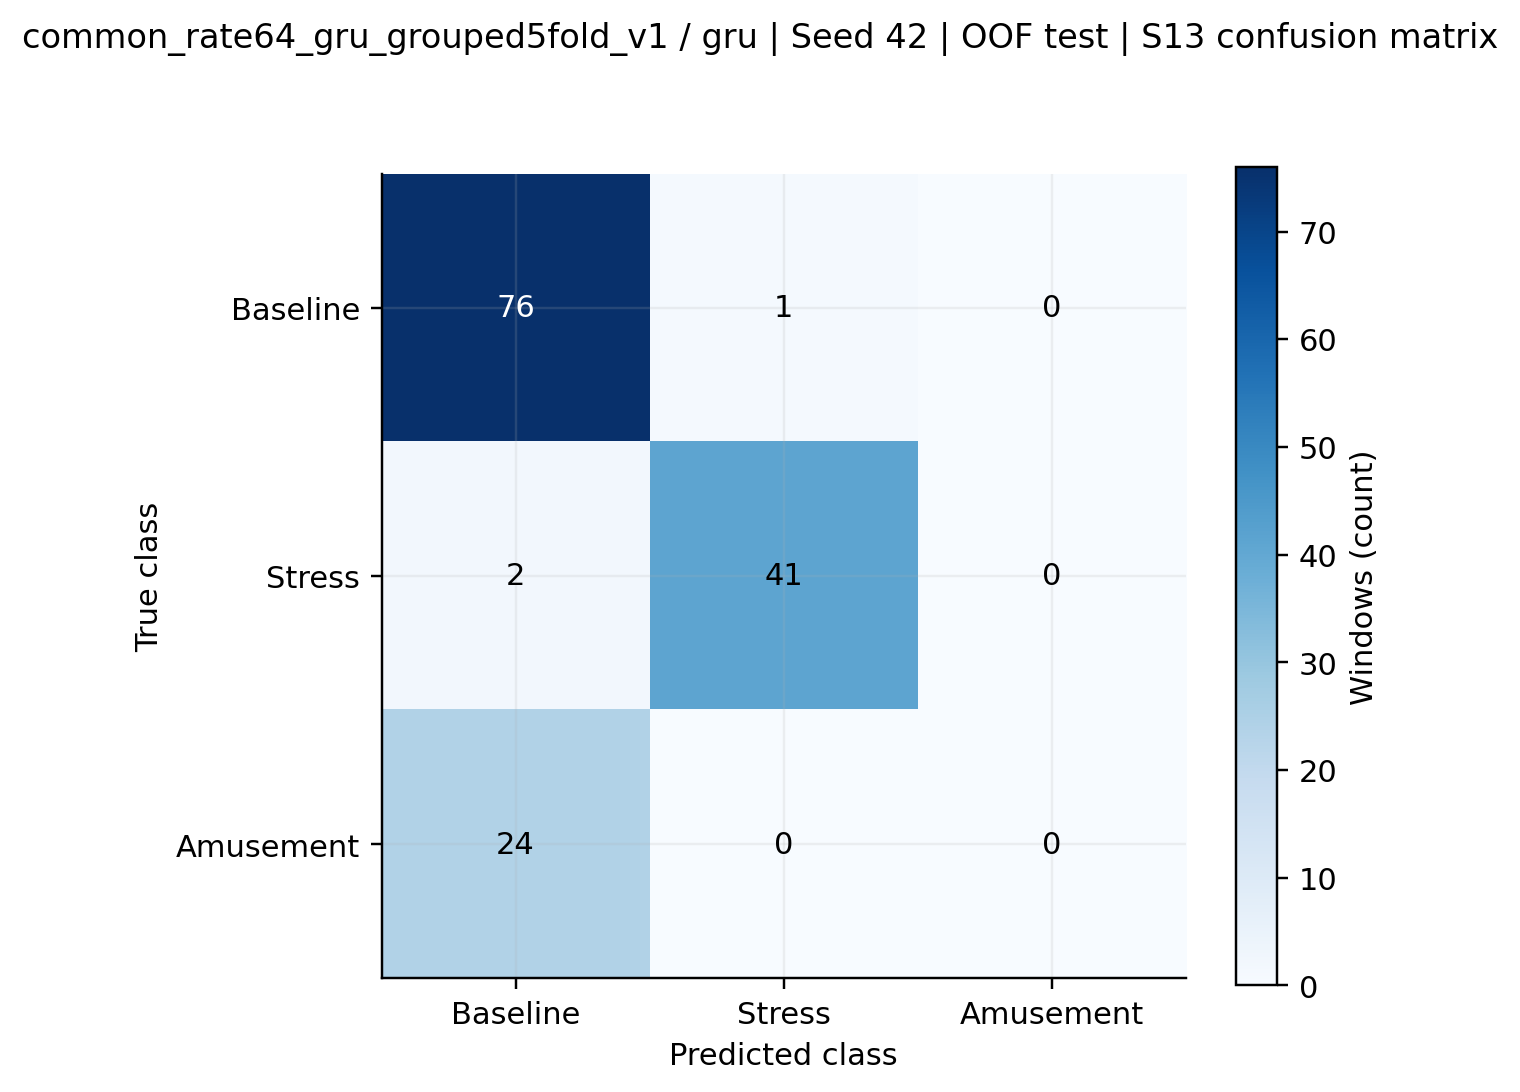 common_rate64_gru_grouped5fold_v1 / gru | Seed 42 | OOF test | S13 confusion matrix
Baseline 76 1 0
Stress 2 41 0
Amusement 24 0 0
Baseline Stress Amusement
Predicted class
True class
70
60
50
40
30
20
10
0
Windows (count)